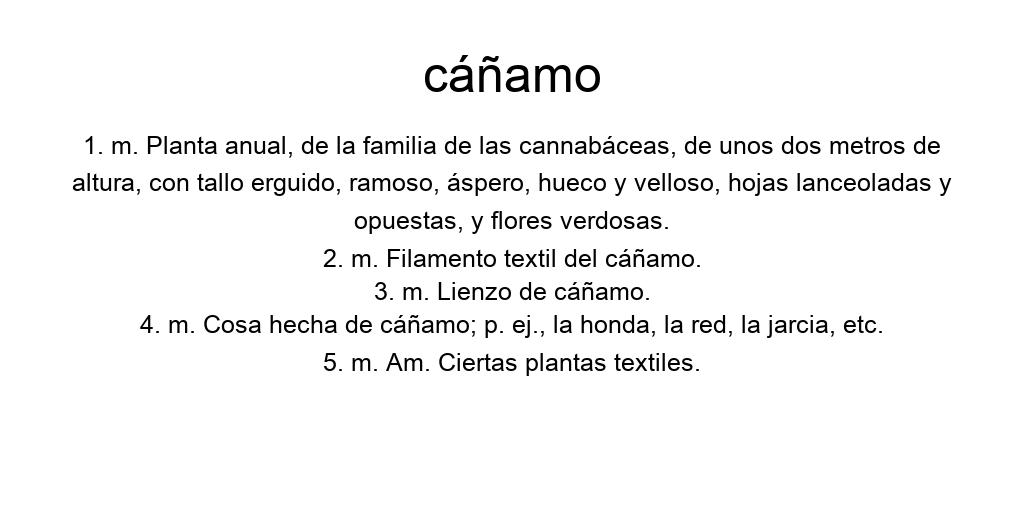 cáñamo
1. m. Planta anual, de la familia de las cannabáceas, de unos dos metros de
altura, con tallo erguido, ramoso, áspero, hueco y velloso, hojas lanceoladas y
opuestas, y flores verdosas.
2. m. Filamento textil del cáñamo.
3. m. Lienzo de cáñamo.
4. m. Cosa hecha de cáñamo; p. ej., la honda, la red, la jarcia, etc.
5. m. Am. Ciertas plantas textiles.